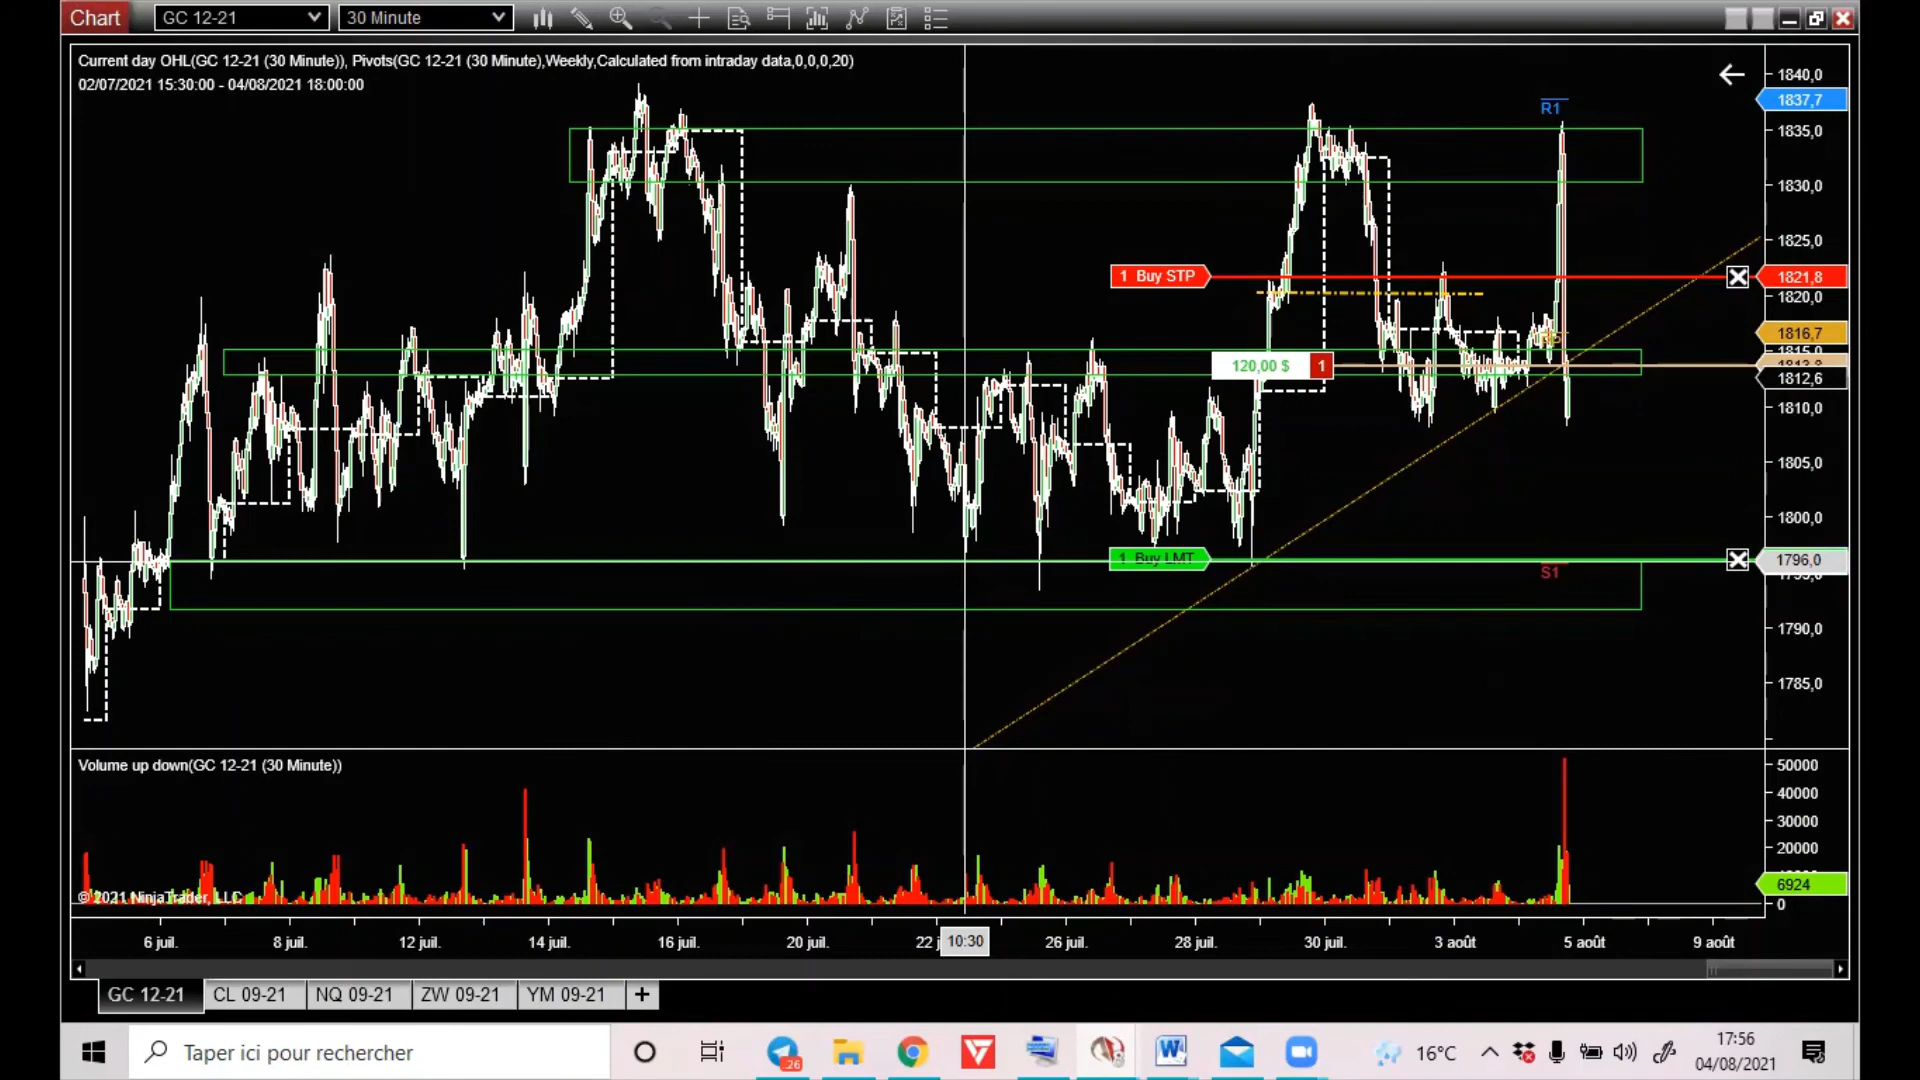 Chart
GC 12-21
30 Minute
Current day OHL(GC 12-21 (30 Minute)), Pivots(GC 12-21 (30 Minute),Weekly,Calculated from intraday data,0,0,0,20)
02/07/2021 15:30:00 - 04/08/2021 18:00:00
1840,0
R1
1837,7
1835,0
1830,0
1825,0
1 Buy STP
1821,8
1820,0
1816,7
1815,0
120,00 $
1
1812,6
1810,0
1805,0
1800,0
1 Buy LMT
1796,0
S1
1790,0
1785,0
Volume up down(GC 12-21 (30 Minute))
50000
40000
30000
20000
6924
© 2021 NinjaTrader, LLC
0
6 juil.
8 juil.
12 juil.
14 juil.
16 juil.
20 juil.
22 j
10:30
26 juil.
28 juil.
30 juil.
3 août
5 août
9 août
GC 12-21
CL 09-21
NQ 09-21
ZW 09-21
YM 09-21
+
Taper ici pour rechercher
26
16°C
17:56
04/08/2021